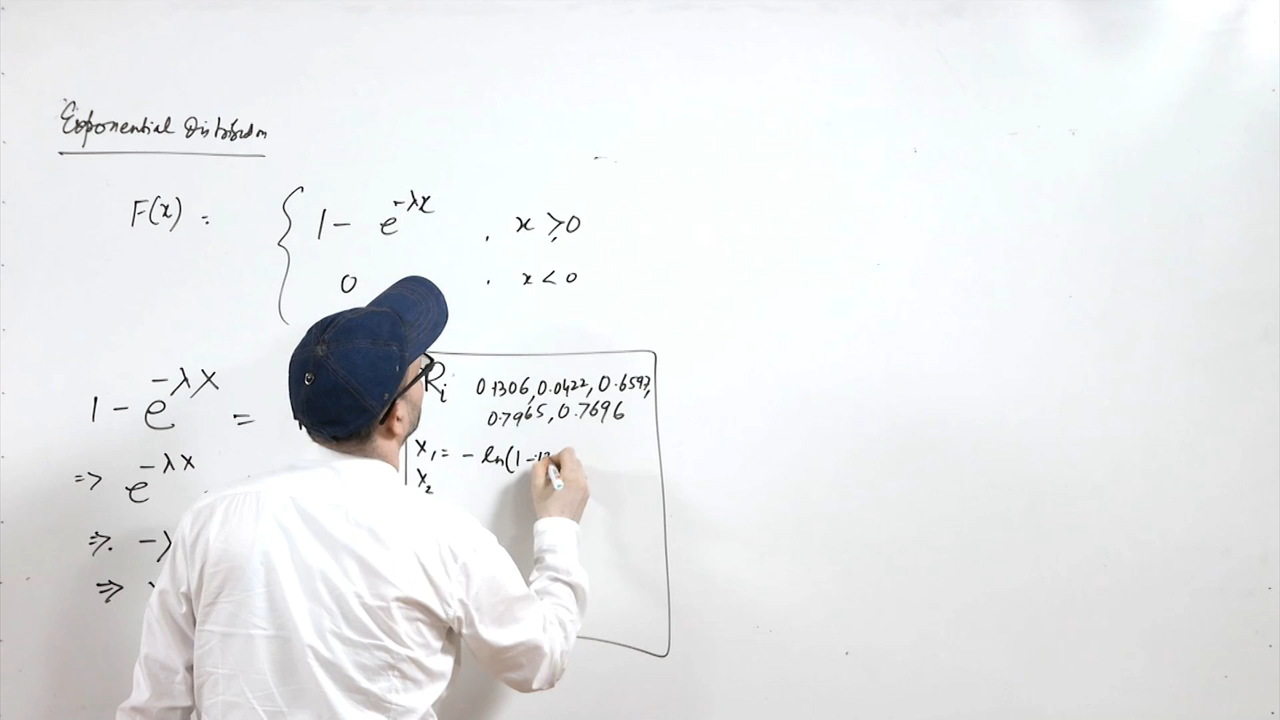 Exponential Distribution
F(x) = { 1 - e^{-λx} , x ≥ 0
0 , x < 0
1 - e^{-λX} =
=> e^{-λX}
=> -λ
=>
R_i 0.1306, 0.0422, 0.6597,
0.7965, 0.7696
X_1 = - ln(1 -
X_2